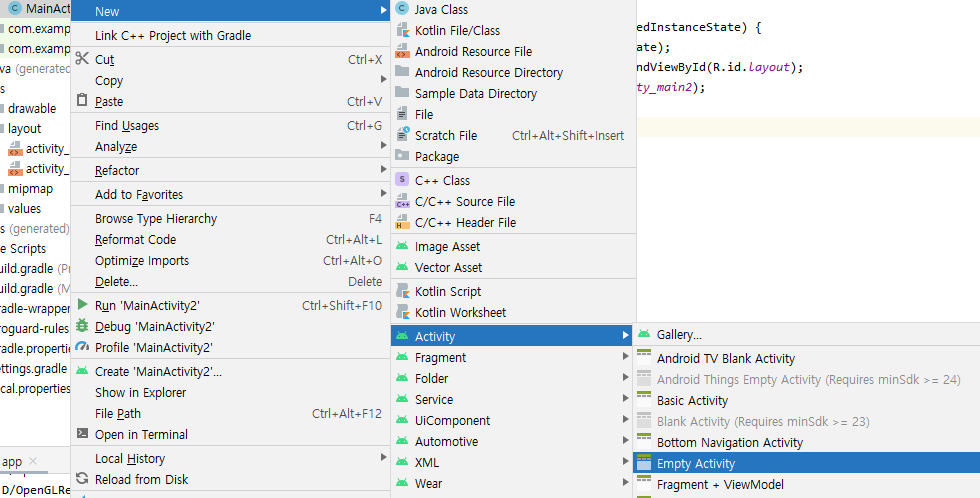 MainActi
com.examp
com.examp
va (generated
s
drawable
layout
activity_
activity_
mipmap
values
s (generated)
e Scripts
uild.gradle (Pr
uild.gradle (M
radle-wrapper
roguard-rules
radle.propertie
ettings.gradle
cal.properties
app
D/OpenGLRe
New
Link C++ Project with Gradle
Cut Ctrl+X
Copy
Paste Ctrl+V
Find Usages Ctrl+G
Analyze
Refactor
Add to Favorites
Browse Type Hierarchy F4
Reformat Code Ctrl+Alt+L
Optimize Imports Ctrl+Alt+O
Delete... Delete
Run 'MainActivity2' Ctrl+Shift+F10
Debug 'MainActivity2'
Profile 'MainActivity2'
Create 'MainActivity2'...
Show in Explorer
File Path Ctrl+Alt+F12
Open in Terminal
Local History
Reload from Disk
Java Class
Kotlin File/Class
Android Resource File
Android Resource Directory
Sample Data Directory
File
Scratch File Ctrl+Alt+Shift+Insert
Package
C++ Class
C/C++ Source File
C/C++ Header File
Image Asset
Vector Asset
Kotlin Script
Kotlin Worksheet
Activity
Fragment
Folder
Service
UiComponent
Automotive
XML
Wear
edInstanceState) {
ate);
ndViewById(R.id.layout);
ty_main2);
Gallery...
Android TV Blank Activity
Android Things Empty Activity (Requires minSdk >= 24)
Basic Activity
Blank Activity (Requires minSdk >= 23)
Bottom Navigation Activity
Empty Activity
Fragment + ViewModel